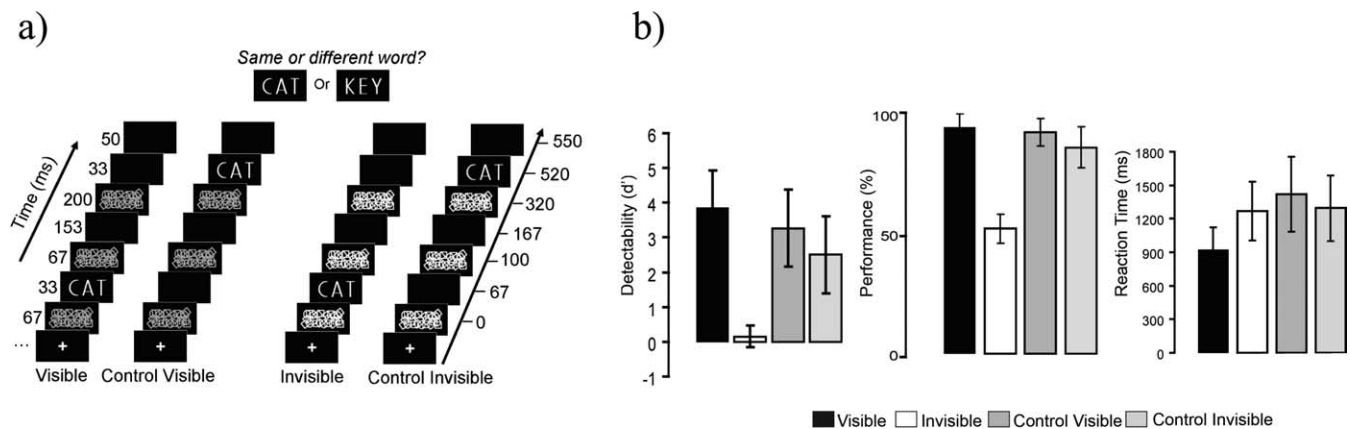 a)
Same or different word?
CAT Or KEY
Time (ms)
50
33
200
153
67
33
67
...
CAT
CAT
CAT
CAT
+
+
+
+
550
520
320
167
100
67
0
Visible Control Visible Invisible Control Invisible
b)
Detectability (d')
6
5
4
3
2
1
0
-1
Performance (%)
100
50
0
Reaction Time (ms)
1800
1500
1200
900
600
300
0
Visible Invisible Control Visible Control Invisible